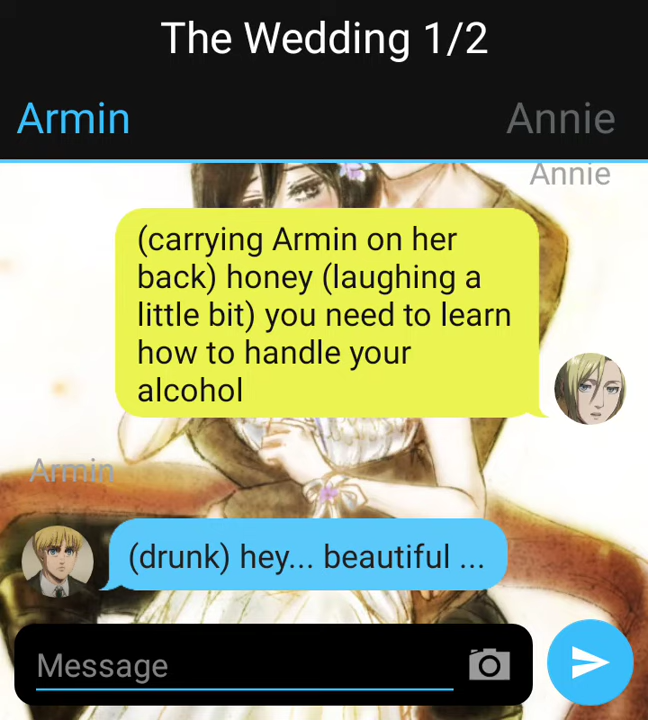 The Wedding 1/2
Armin Annie
Annie
(carrying Armin on her
back) honey (laughing a
little bit) you need to learn
how to handle your
alcohol
Armin
(drunk) hey... beautiful ...
Message